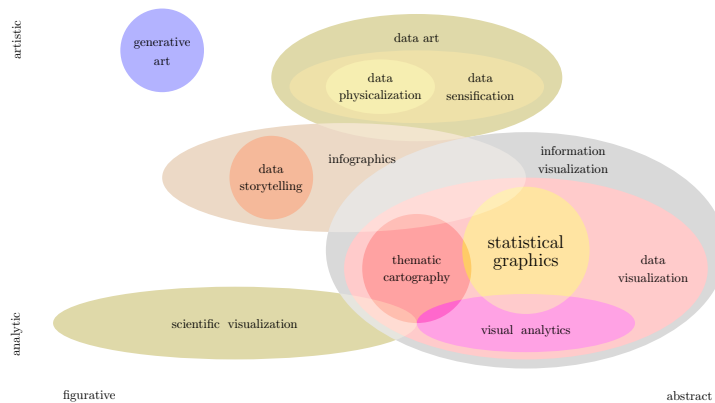 artistic
generative
art
data art
data
physicalization
data
sensification
infographics
information
visualization
data
storytelling
statistical
graphics
thematic
cartography
data
visualization
analytic
scientific visualization
visual analytics
figurative
abstract